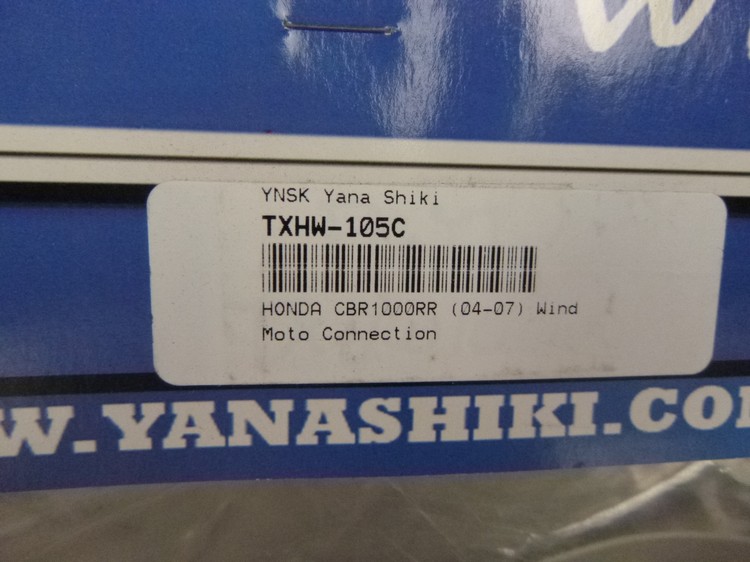 YNSK Yana Shiki
TXHW-105C
HONDA CBR1000RR (04-07) Wind
Moto Connection
W.YANASHIKI.CO